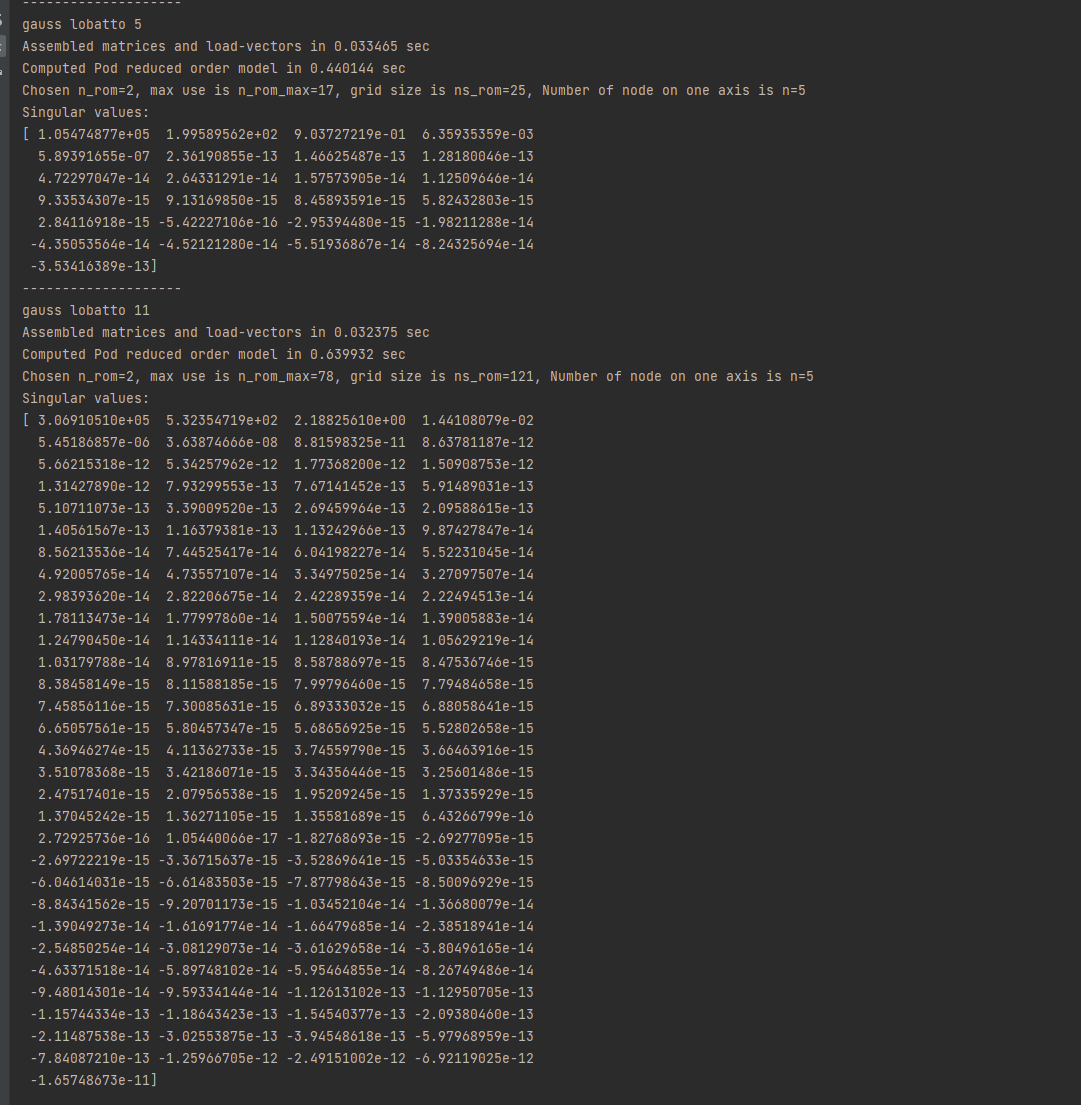 --------------------
gauss lobatto 5
Assembled matrices and load-vectors in 0.033465 sec
Computed Pod reduced order model in 0.440144 sec
Chosen n_rom=2, max use is n_rom_max=17, grid size is ns_rom=25, Number of node on one axis is n=5
Singular values:
[ 1.05474877e+05  1.99589562e+02  9.03727219e-01  6.35935359e-03
  5.89391655e-07  2.36190855e-13  1.46625487e-13  1.28180046e-13
  4.72297047e-14  2.64331291e-14  1.57573905e-14  1.12509646e-14
  9.33534307e-15  9.13169850e-15  8.45893591e-15  5.82432803e-15
  2.84116918e-15 -5.42227106e-16 -2.95394480e-15 -1.98211288e-14
 -4.35053564e-14 -4.52121280e-14 -5.51936867e-14 -8.24325694e-14
 -3.53416389e-13]
--------------------
gauss lobatto 11
Assembled matrices and load-vectors in 0.032375 sec
Computed Pod reduced order model in 0.639932 sec
Chosen n_rom=2, max use is n_rom_max=78, grid size is ns_rom=121, Number of node on one axis is n=5
Singular values:
[ 3.06910510e+05  5.32354719e+02  2.18825610e+00  1.44108079e-02
  5.45186857e-06  3.63874666e-08  8.81598325e-11  8.63781187e-12
  5.66215318e-12  5.34257962e-12  1.77368200e-12  1.50908753e-12
  1.31427890e-12  7.93299553e-13  7.67141452e-13  5.91489031e-13
  5.10711073e-13  3.39009520e-13  2.69459964e-13  2.09588615e-13
  1.40561567e-13  1.16379381e-13  1.13242966e-13  9.87427847e-14
  8.56213536e-14  7.44525417e-14  6.04198227e-14  5.52231045e-14
  4.92005765e-14  4.73557107e-14  3.34975025e-14  3.27097507e-14
  2.98393620e-14  2.82206675e-14  2.42289359e-14  2.22494513e-14
  1.78113473e-14  1.77997860e-14  1.50075594e-14  1.39005883e-14
  1.24790450e-14  1.14334111e-14  1.12840193e-14  1.05629219e-14
  1.03179788e-14  8.97816911e-15  8.58788697e-15  8.47536746e-15
  8.38458149e-15  8.11588185e-15  7.99796460e-15  7.79484658e-15
  7.45856116e-15  7.30085631e-15  6.89333032e-15  6.88058641e-15
  6.65057561e-15  5.80457347e-15  5.68656925e-15  5.52802658e-15
  4.36946274e-15  4.11362733e-15  3.74559790e-15  3.66463916e-15
  3.51078368e-15  3.42186071e-15  3.34356446e-15  3.25601486e-15
  2.47517401e-15  2.07956538e-15  1.95209245e-15  1.37335929e-15
  1.37045242e-15  1.36271105e-15  1.35581689e-15  6.43266799e-16
  2.72925736e-16  1.05440066e-17 -1.82768693e-15 -2.69277095e-15
 -2.69722219e-15 -3.36715637e-15 -3.52869641e-15 -5.03354633e-15
 -6.04614031e-15 -6.61483503e-15 -7.87798643e-15 -8.50096929e-15
 -8.84341562e-15 -9.20701173e-15 -1.03452104e-14 -1.36680079e-14
 -1.39049273e-14 -1.61691774e-14 -1.66479685e-14 -2.38518941e-14
 -2.54850254e-14 -3.08129073e-14 -3.61629658e-14 -3.80496165e-14
 -4.63371518e-14 -5.89748102e-14 -5.95464855e-14 -8.26749486e-14
 -9.48014301e-14 -9.59334144e-14 -1.12613102e-13 -1.12950705e-13
 -1.15744334e-13 -1.18643423e-13 -1.54540377e-13 -2.09380460e-13
 -2.11487538e-13 -3.02553875e-13 -3.94548618e-13 -5.97968959e-13
 -7.84087210e-13 -1.25966705e-12 -2.49151002e-12 -6.92119025e-12
 -1.65748673e-11]